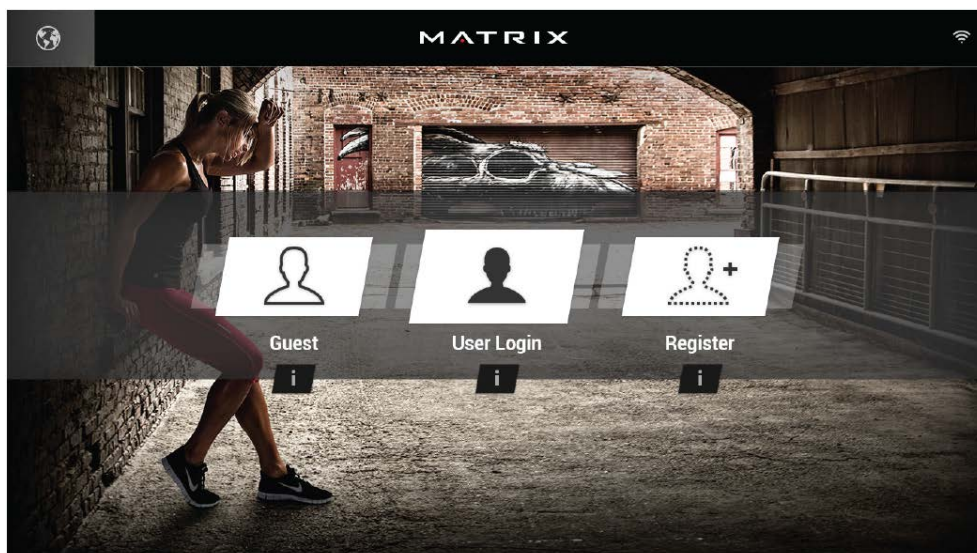 MATRIX
Guest
User Login
Register
i
i
i